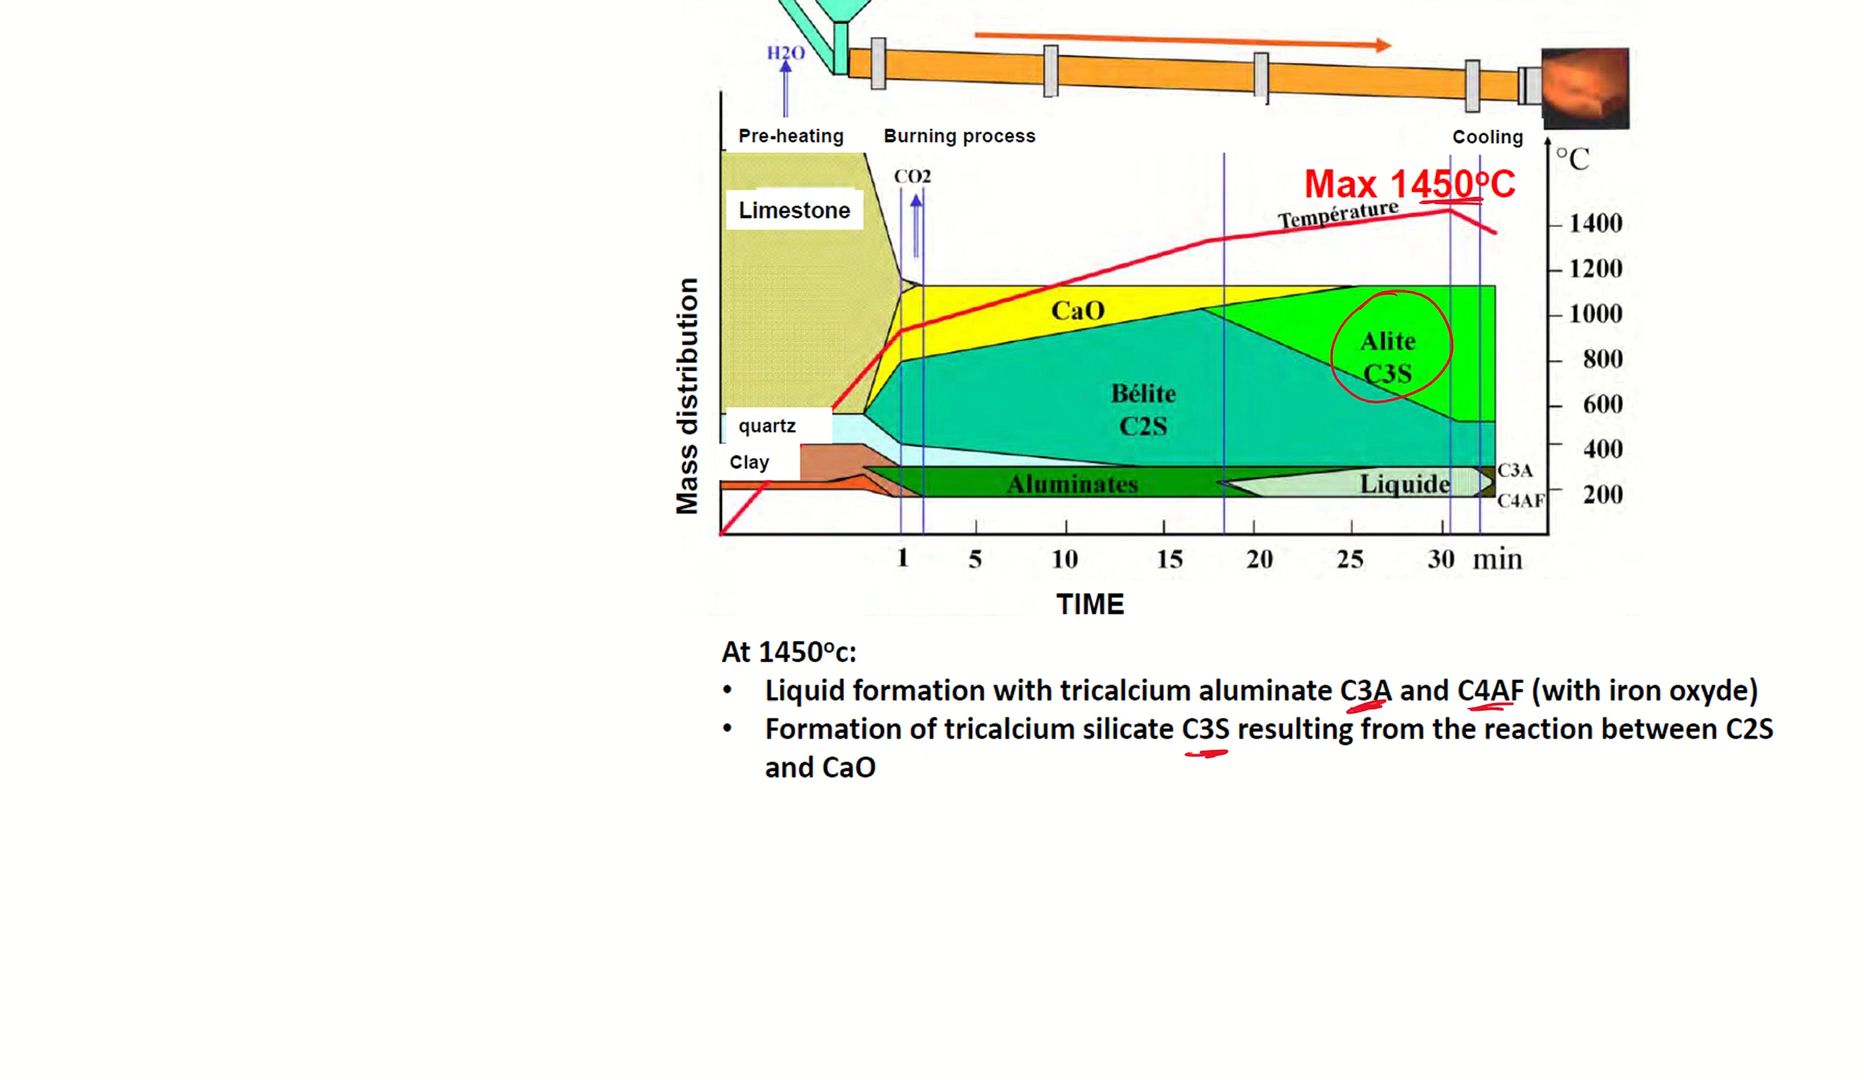 H2O
Pre-heating Burning process Cooling
°C
CO2
Max 1450°C
Limestone
Température
1400
1200
CaO
1000
Alite
C3S
800
Mass distribution
Bélite
C2S
600
quartz
400
Clay
C3A
Aluminates
Liquide
200
C4AF
1 5 10 15 20 25 30 min
TIME
At 1450°c:
• Liquid formation with tricalcium aluminate C3A and C4AF (with iron oxyde)
• Formation of tricalcium silicate C3S resulting from the reaction between C2S
and CaO